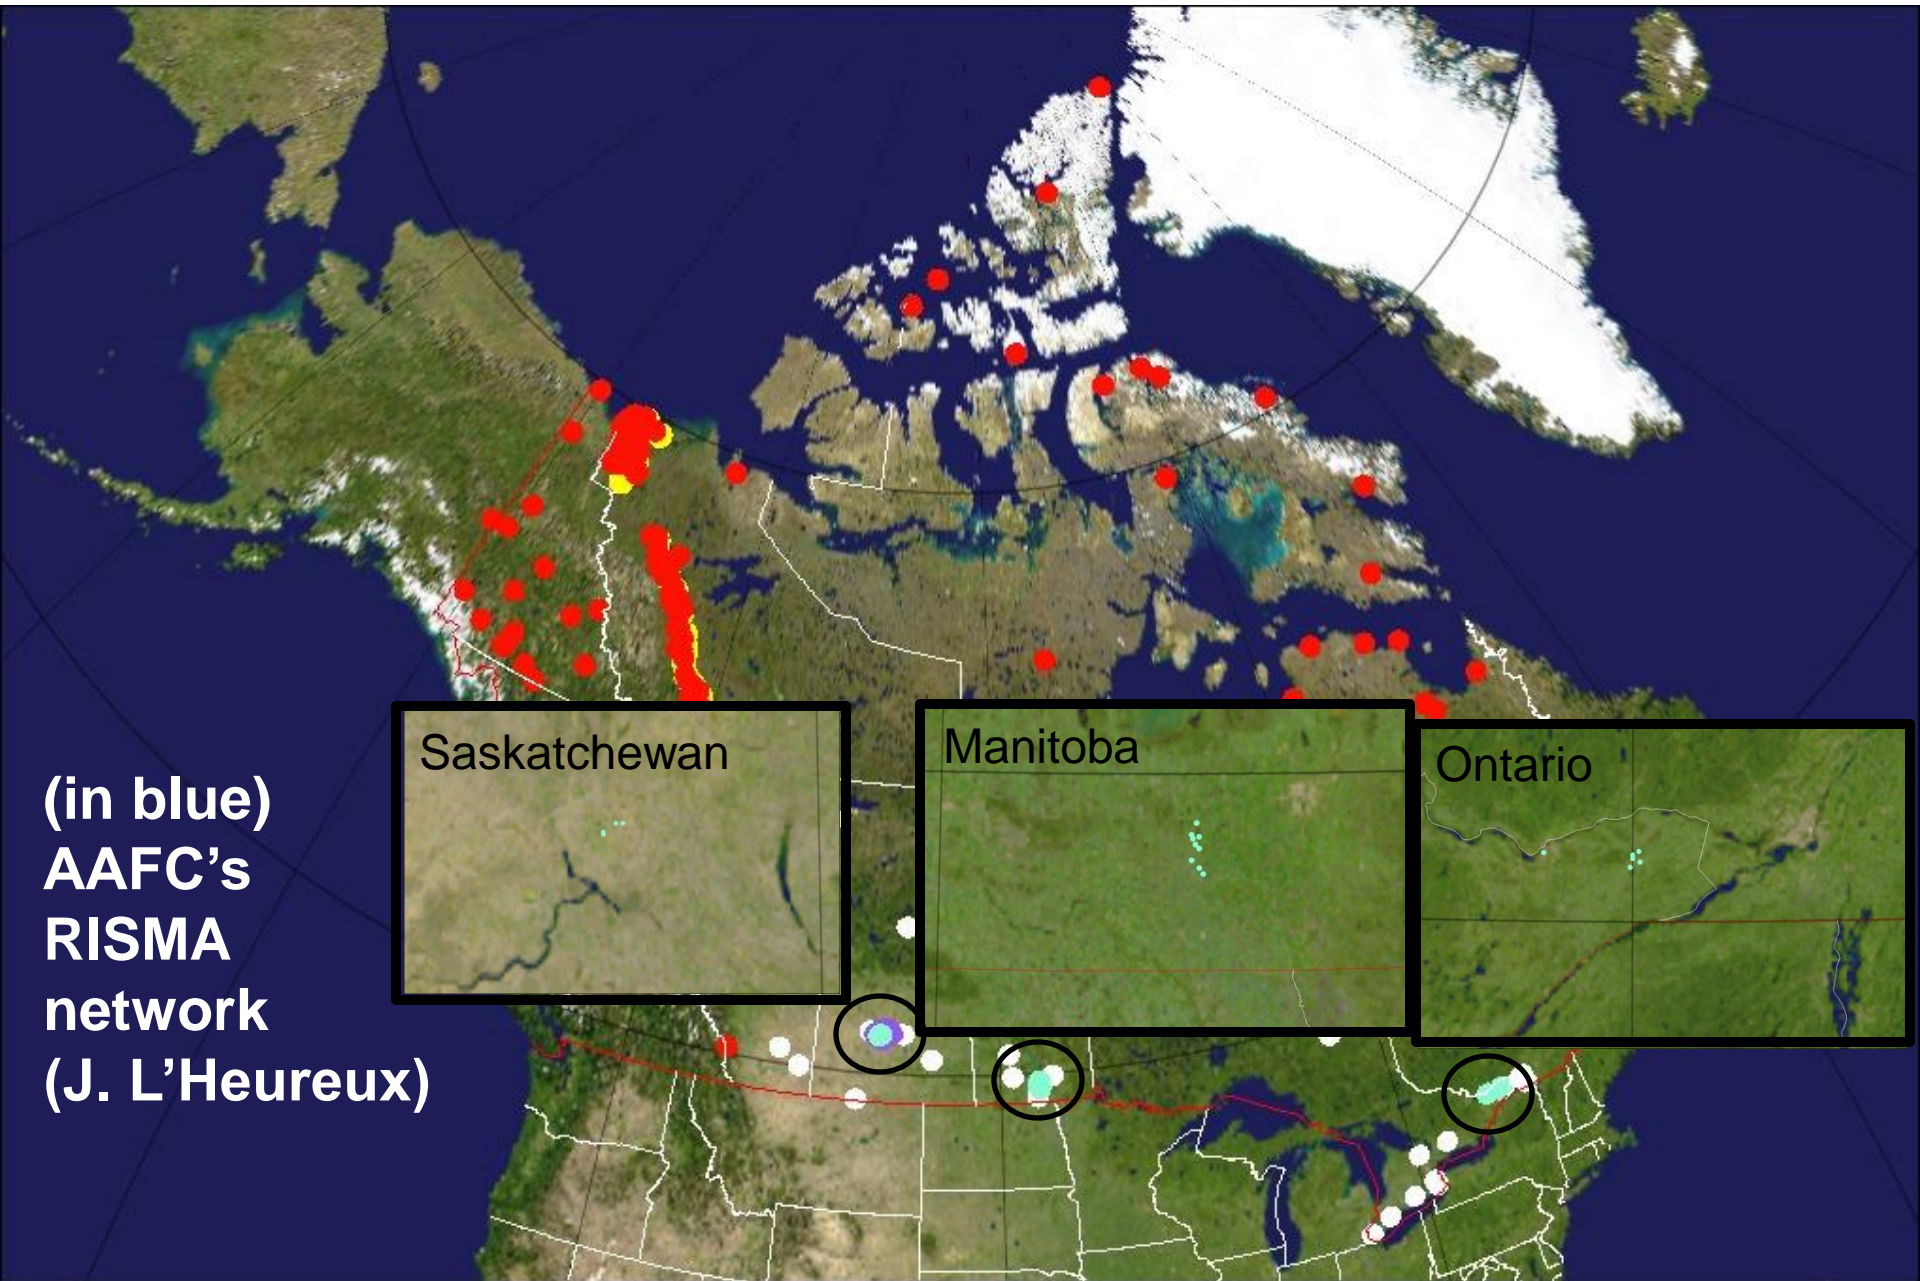 Saskatchewan
Manitoba
Ontario
(in blue)
AAFC’s
RISMA
network
(J. L’Heureux)